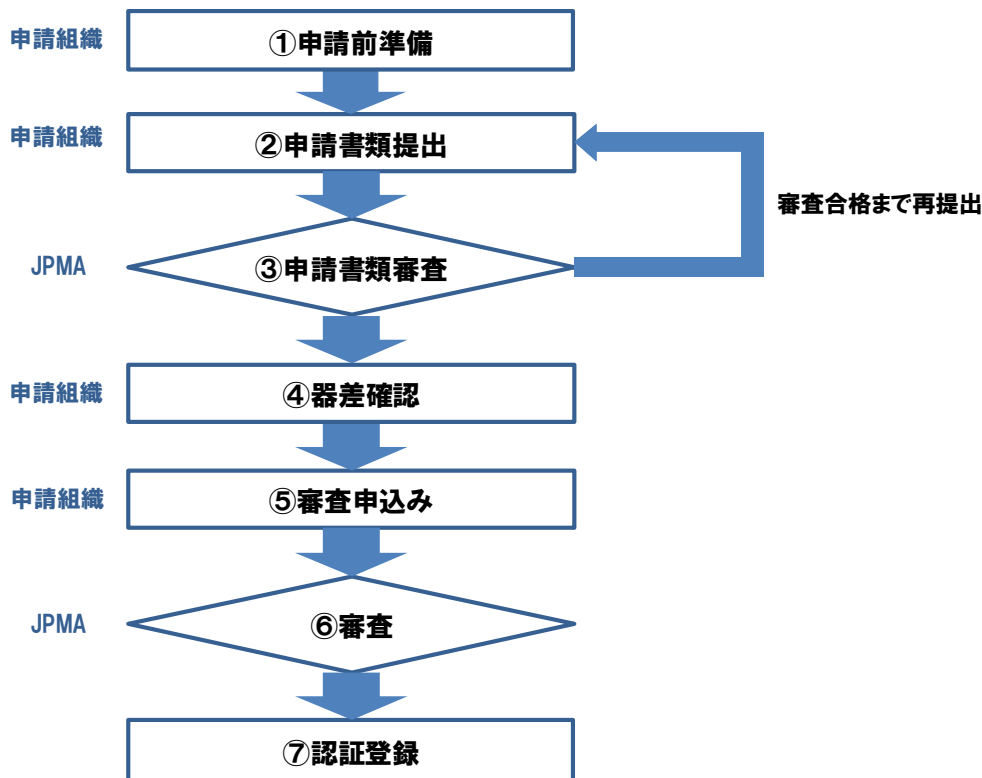 申請組織
①申請前準備
申請組織
②申請書類提出
審査合格まで再提出
JPMA
③申請書類審査
申請組織
④器差確認
申請組織
⑤審査申込み
JPMA
⑥審査
⑦認証登録